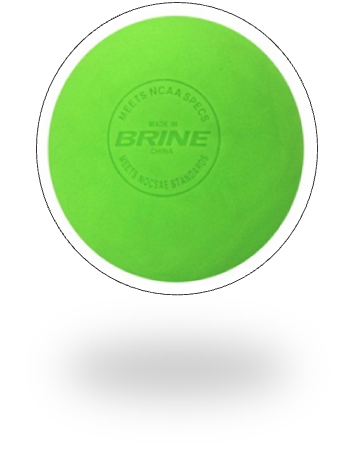 MEETS NCAA SPECS
MADE IN
BRINE
CHINA
MEETS NOCSAE STANDARDS